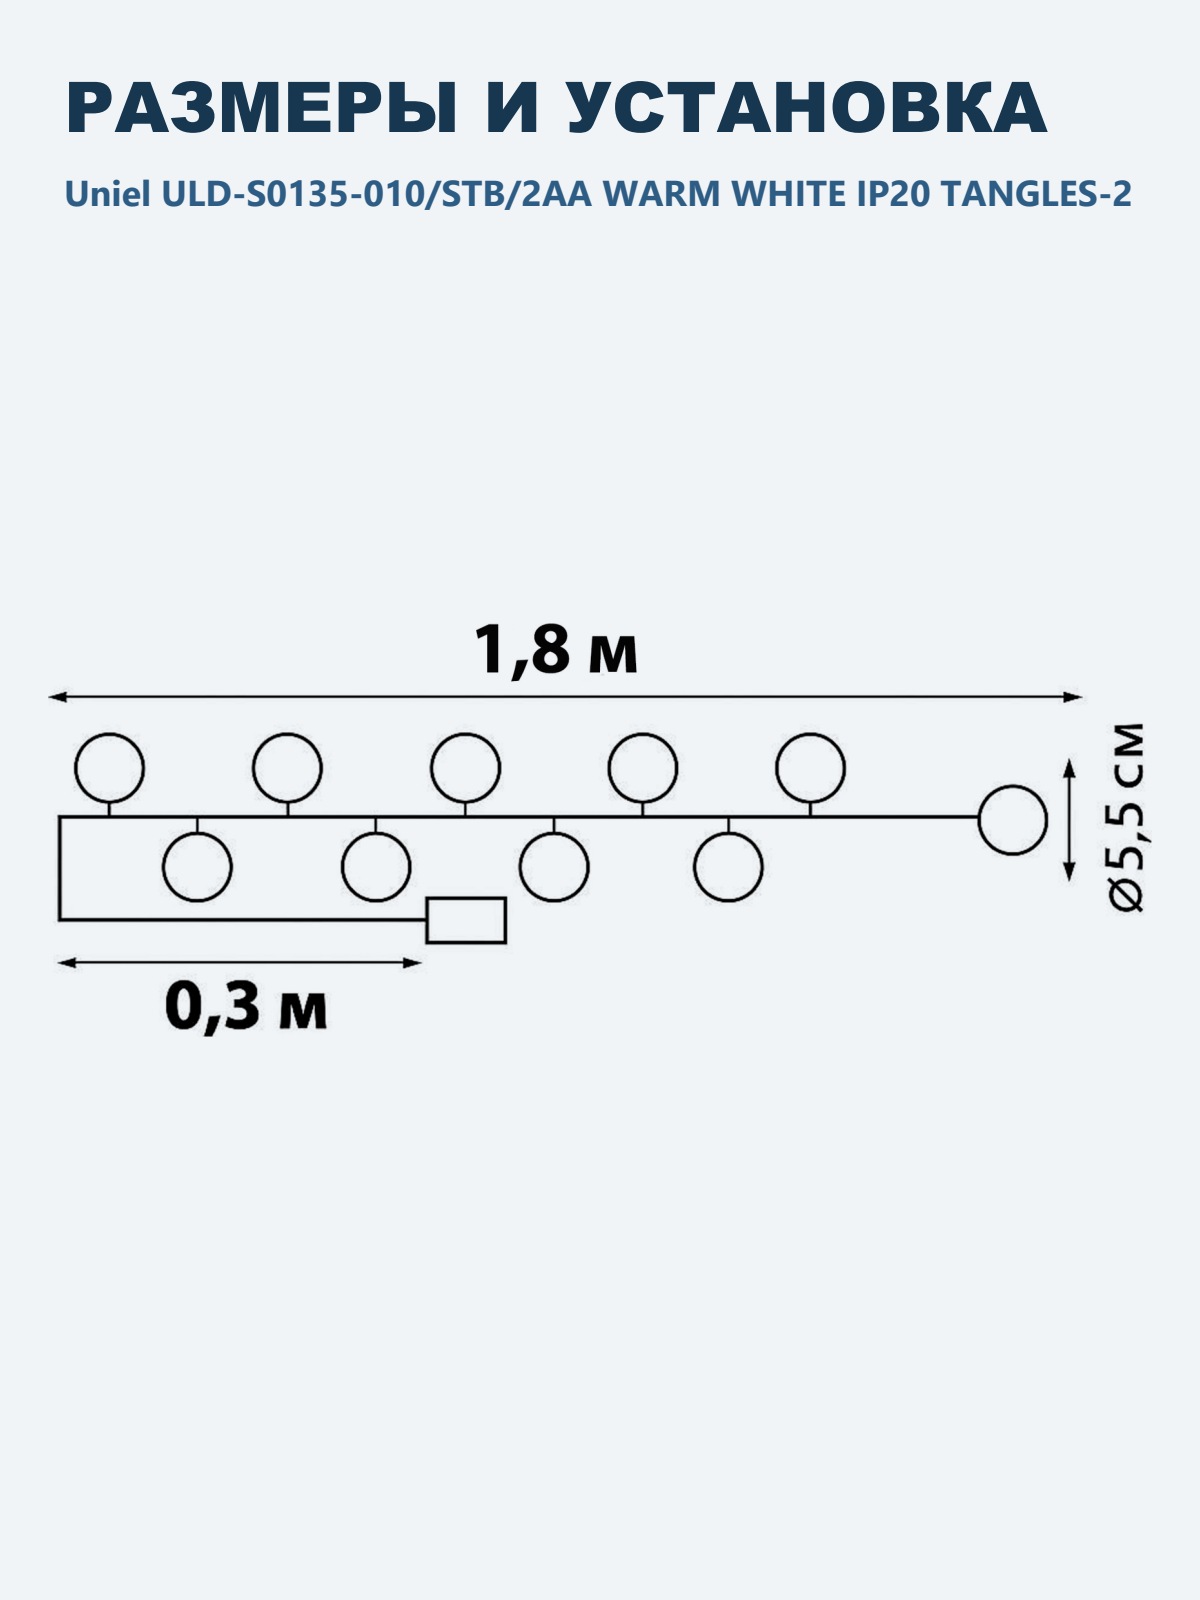 РАЗМЕРЫ И УСТАНОВКА
Uniel ULD-S0135-010/STB/2AA WARM WHITE IP20 TANGLES-2
1,8 м
⌀5,5 см
0,3 м